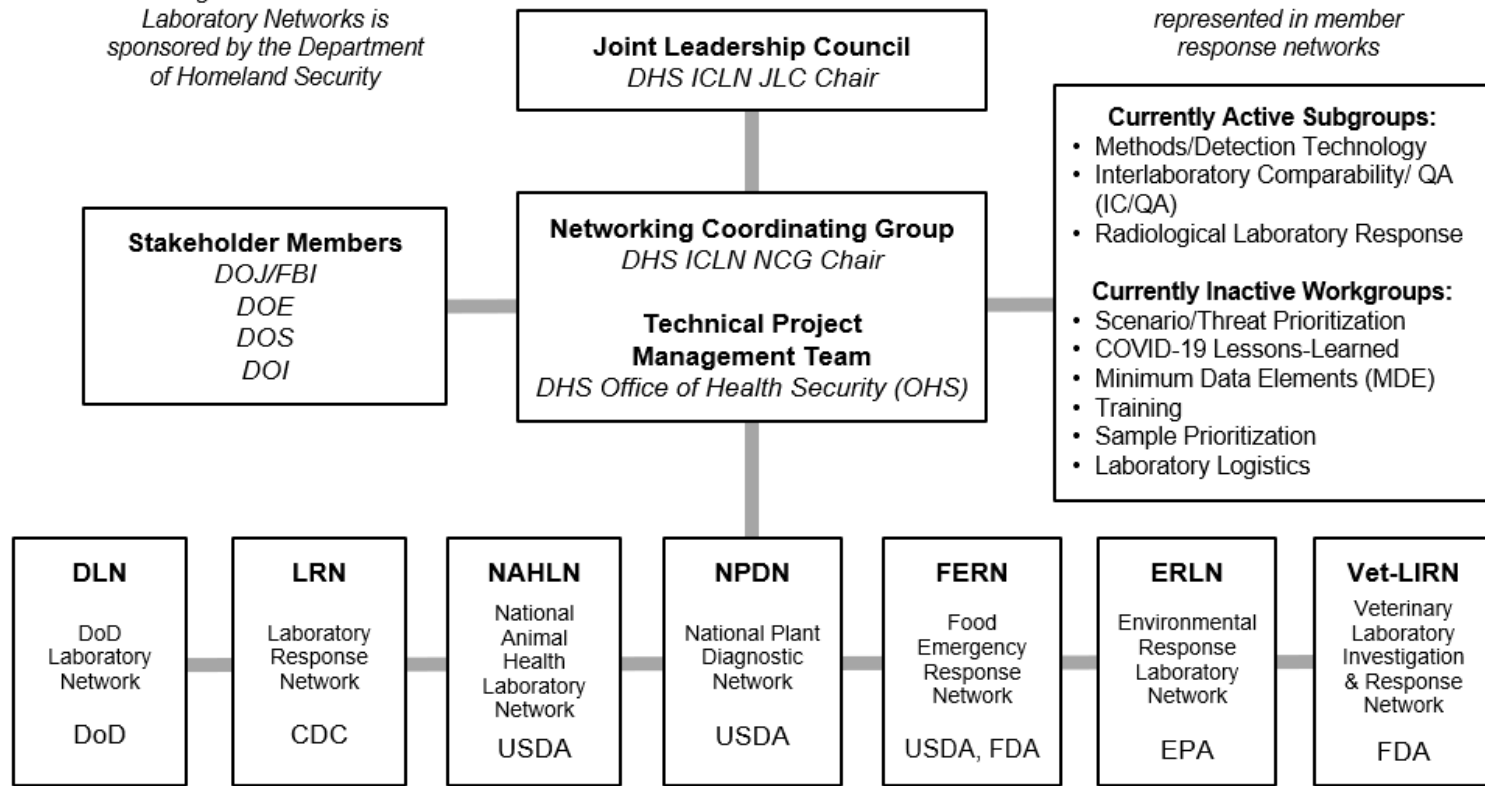 Laboratory Networks is
sponsored by the Department
of Homeland Security
represented in member
response networks
Joint Leadership Council
DHS ICLN JLC Chair
Stakeholder Members
DOJ/FBI
DOE
DOS
DOI
Networking Coordinating Group
DHS ICLN NCG Chair
Technical Project
Management Team
DHS Office of Health Security (OHS)
Currently Active Subgroups:
• Methods/Detection Technology
• Interlaboratory Comparability/ QA
(IC/QA)
• Radiological Laboratory Response
Currently Inactive Workgroups:
• Scenario/Threat Prioritization
• COVID-19 Lessons-Learned
• Minimum Data Elements (MDE)
• Training
• Sample Prioritization
• Laboratory Logistics
DLN
DoD
Laboratory
Network
DoD
LRN
Laboratory
Response
Network
CDC
NAHLN
National
Animal
Health
Laboratory
Network
USDA
NPDN
National Plant
Diagnostic
Network
USDA
FERN
Food
Emergency
Response
Network
USDA, FDA
ERLN
Environmental
Response
Laboratory
Network
EPA
Vet-LIRN
Veterinary
Laboratory
Investigation
& Response
Network
FDA